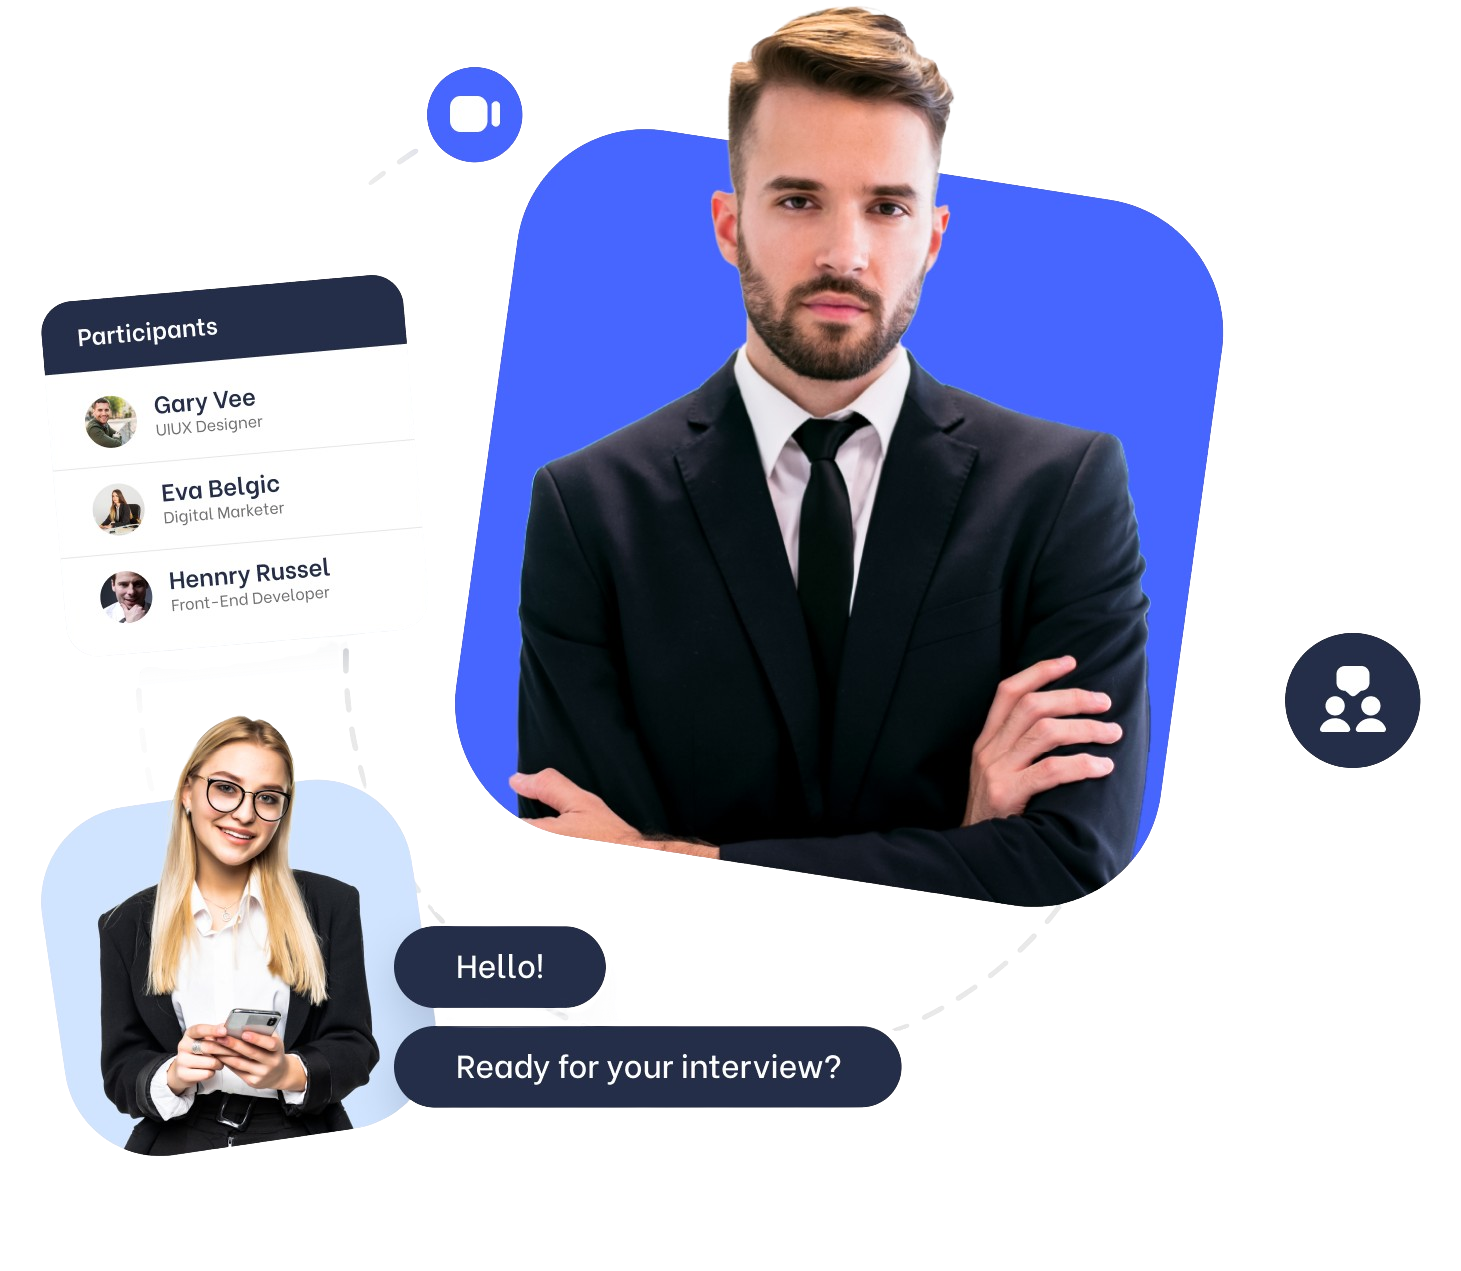 Participants
Gary Vee
UIUX Designer
Eva Belgic
Digital Marketer
Hennry Russel
Front-End Developer
Hello!
Ready for your interview?